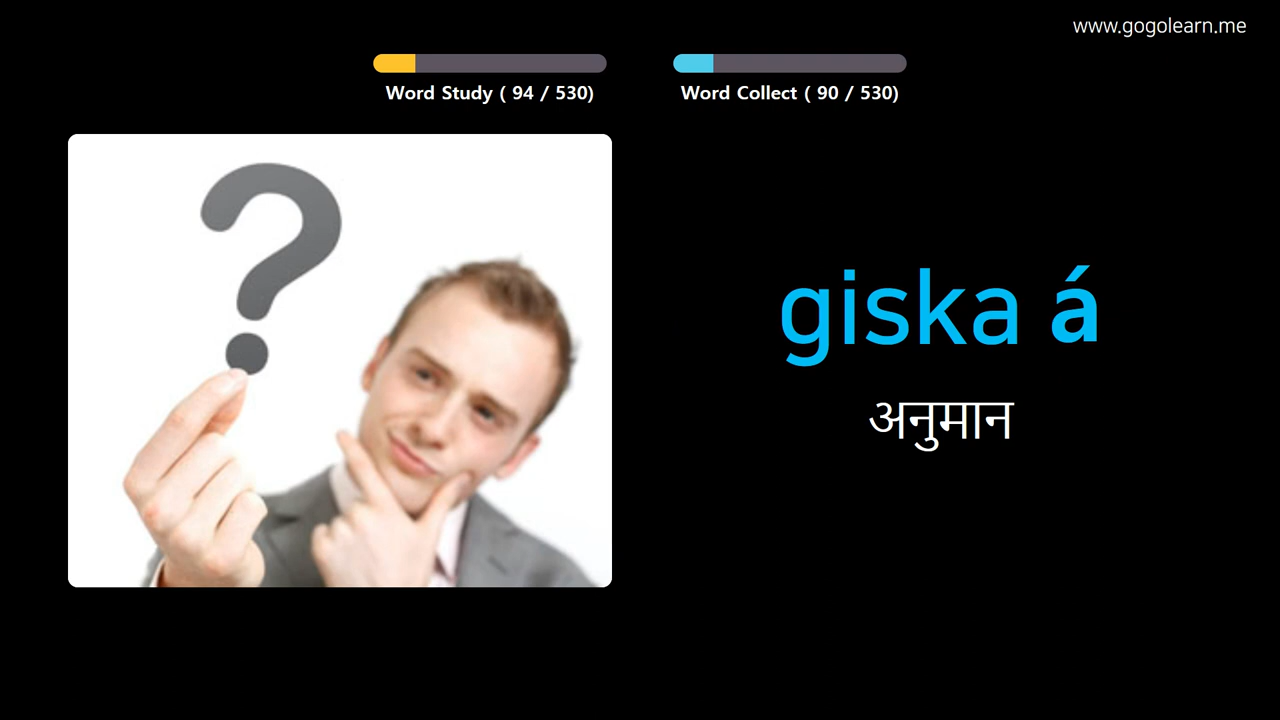 www.gogolearn.me
Word Study ( 94 / 530)
Word Collect ( 90 / 530)
?
giska á
अनुमान